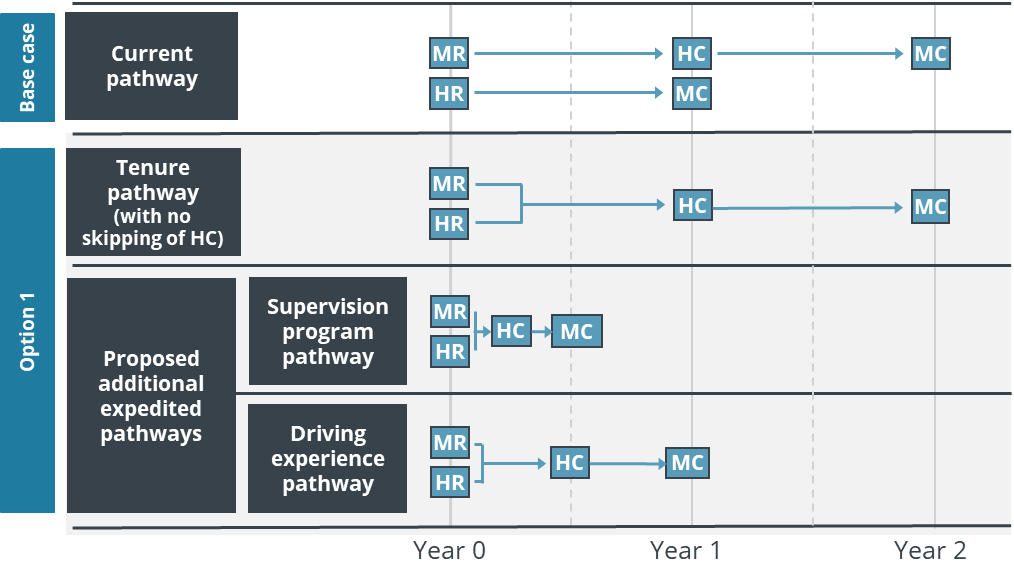 Base case
Current
pathway
MR
HC
MC
HR
MC
Option 1
Tenure
pathway
(with no
skipping of HC)
MR
HR
HC
MC
Proposed
additional
expedited
pathways
Supervision
program
pathway
MR
HR
HC
MC
Driving
experience
pathway
MR
HR
HC
MC
Year 0
Year 1
Year 2